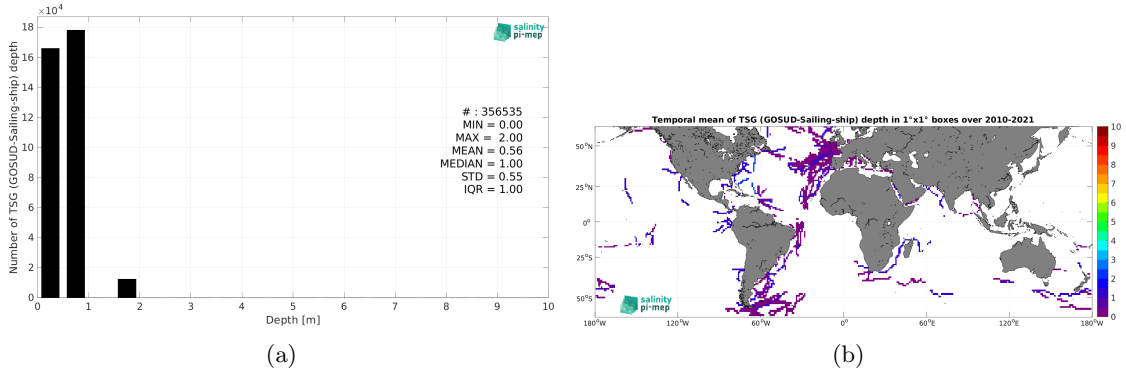 ×10⁴
18
16
14
12
10
8
6
4
2
0
Number of TSG (GOSUD-Sailing-ship) depth
salinity
pi-mep
# : 356535
MIN = 0.00
MAX = 2.00
MEAN = 0.56
MEDIAN = 1.00
STD = 0.55
IQR = 1.00
0 1 2 3 4 5 6 7 8 9 10
Depth [m]
(a)
Temporal mean of TSG (GOSUD-Sailing-ship) depth in 1°x1° boxes over 2010-2021
50°N
25°N
0°
25°S
50°S
salinity
pi-mep
180°W 120°W 60°W 0° 60°E 120°E 180°E
10
9
8
7
6
5
4
3
2
1
0
(b)